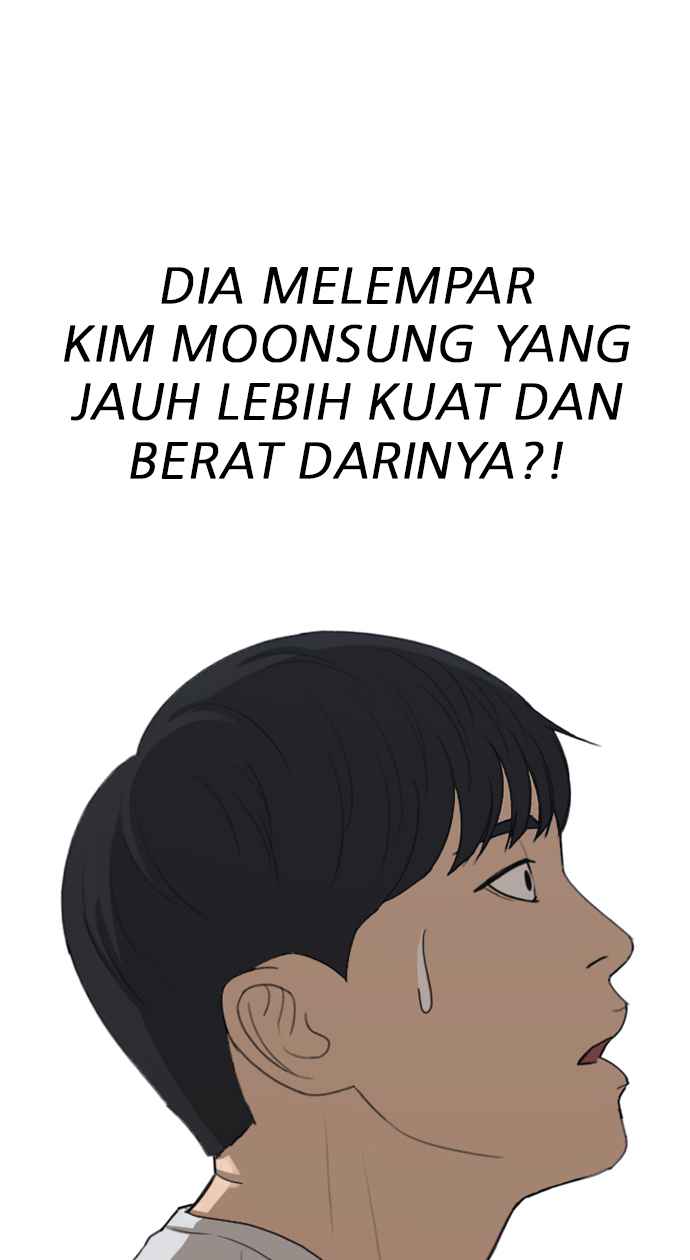 DIA MELEMPAR
KIM MOONSUNG YANG
JAUH LEBIH KUAT DAN
BERAT DARINYA?!